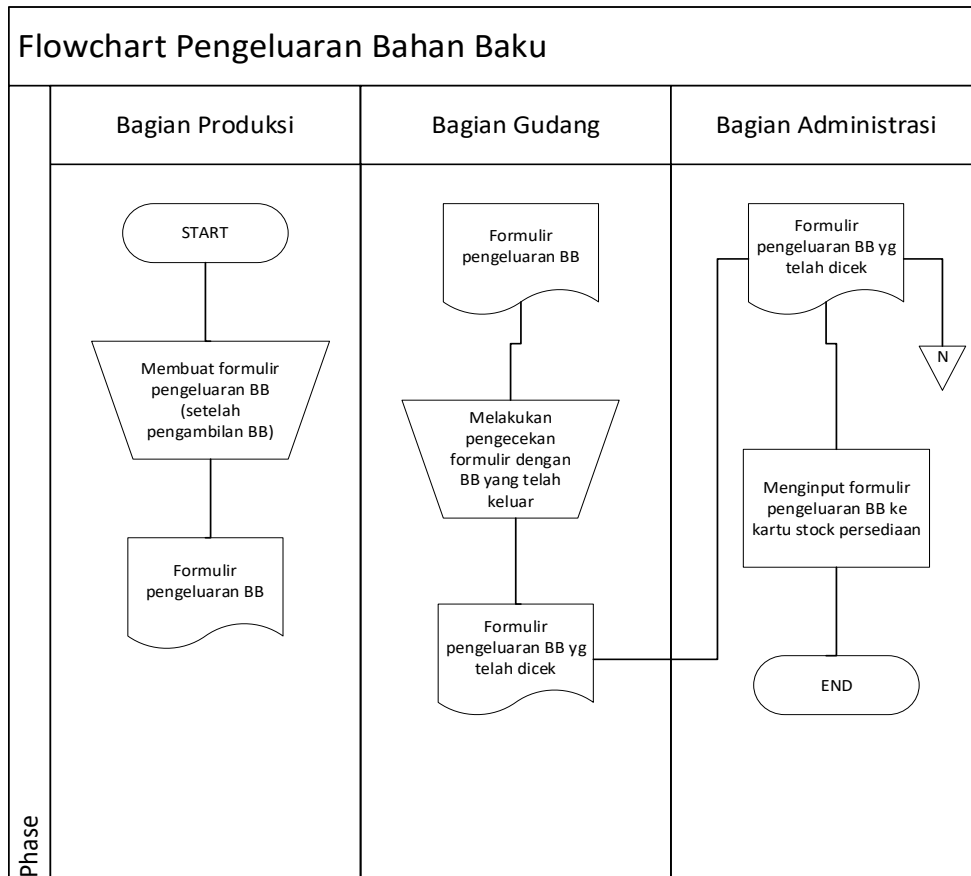 Flowchart Pengeluaran Bahan Baku
Phase
Bagian Produksi
Bagian Gudang
Bagian Administrasi
START
Membuat formulir
pengeluaran BB
(setelah
pengambilan BB)
Formulir
pengeluaran BB
Formulir
pengeluaran BB
Melakukan
pengecekan
formulir dengan
BB yang telah
keluar
Formulir
pengeluaran BB yg
telah dicek
Formulir
pengeluaran BB yg
telah dicek
N
Menginput formulir
pengeluaran BB ke
kartu stock persediaan
END